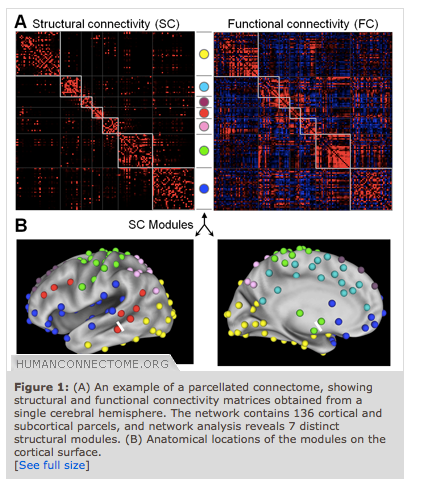 A Structural connectivity (SC) Functional connectivity (FC)
SC Modules
B
HUMANCONNECTOME.ORG
Figure 1: (A) An example of a parcellated connectome, showing
structural and functional connectivity matrices obtained from a
single cerebral hemisphere. The network contains 136 cortical and
subcortical parcels, and network analysis reveals 7 distinct
structural modules. (B) Anatomical locations of the modules on the
cortical surface.
[See full size]